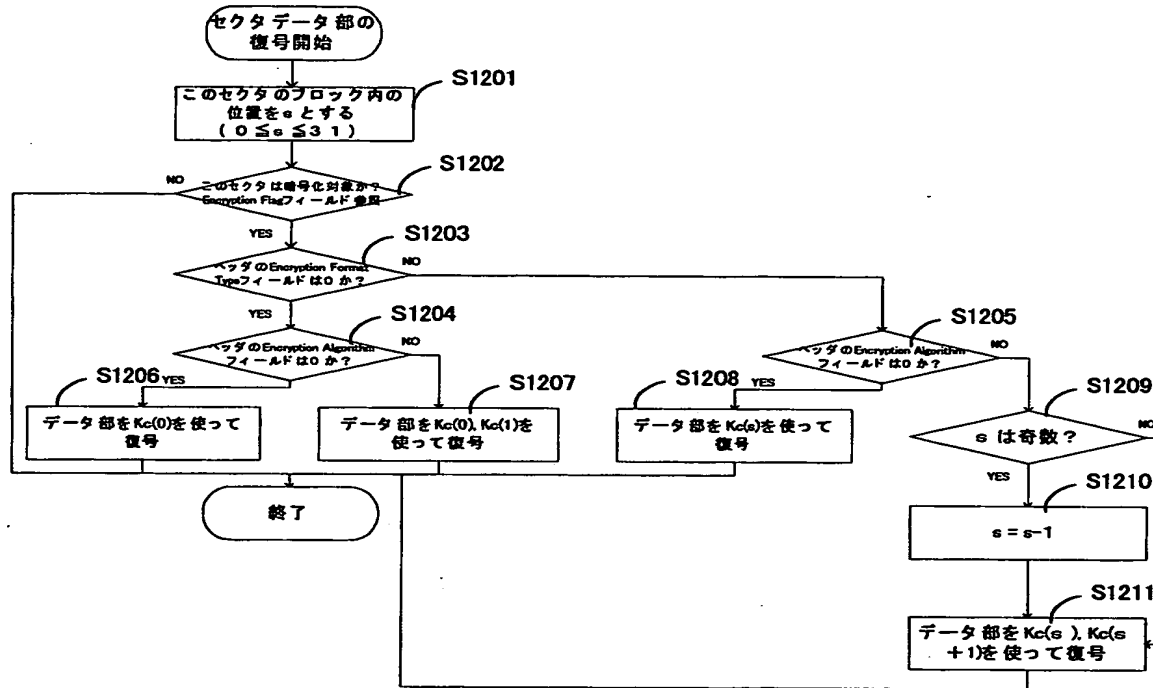 セクタデータ部の
復号開始
S1201
このセクタのブロック内の
位置をsとする
(0≦s≦31)
S1202
NO
このセクタは暗号化対象か?
Encryption Flagフィールド参照
YES
S1203
NO
ヘッダのEncryption Format
Typeフィールドは0か?
YES
S1204
NO
ヘッダのEncryption Algorithm
フィールドは0か?
S1205
NO
ヘッダのEncryption Algorithm
フィールドは0か?
S1206
YES
データ部をKc(0)を使って
復号
S1207
データ部をKc(0),Kc(1)を
使って復号
S1208
YES
データ部をKc(s)を使って
復号
S1209
NO
sは奇数?
YES
終了
S1210
s=s-1
S1211
データ部をKc(s),Kc(s
+1)を使って復号